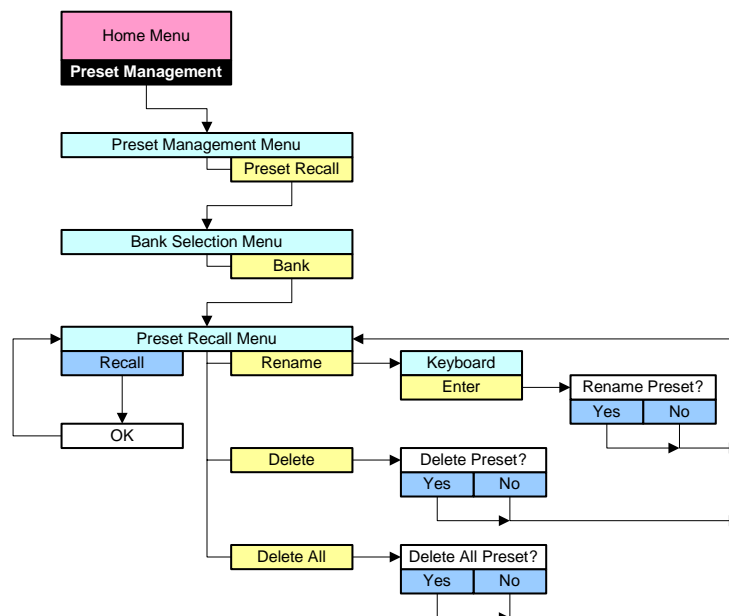 Home Menu
Preset Management
Preset Management Menu
Preset Recall
Bank Selection Menu
Bank
Preset Recall Menu
Recall
Rename
Keyboard
Enter
Rename Preset?
Yes
No
OK
Delete
Delete Preset?
Yes
No
Delete All
Delete All Preset?
Yes
No